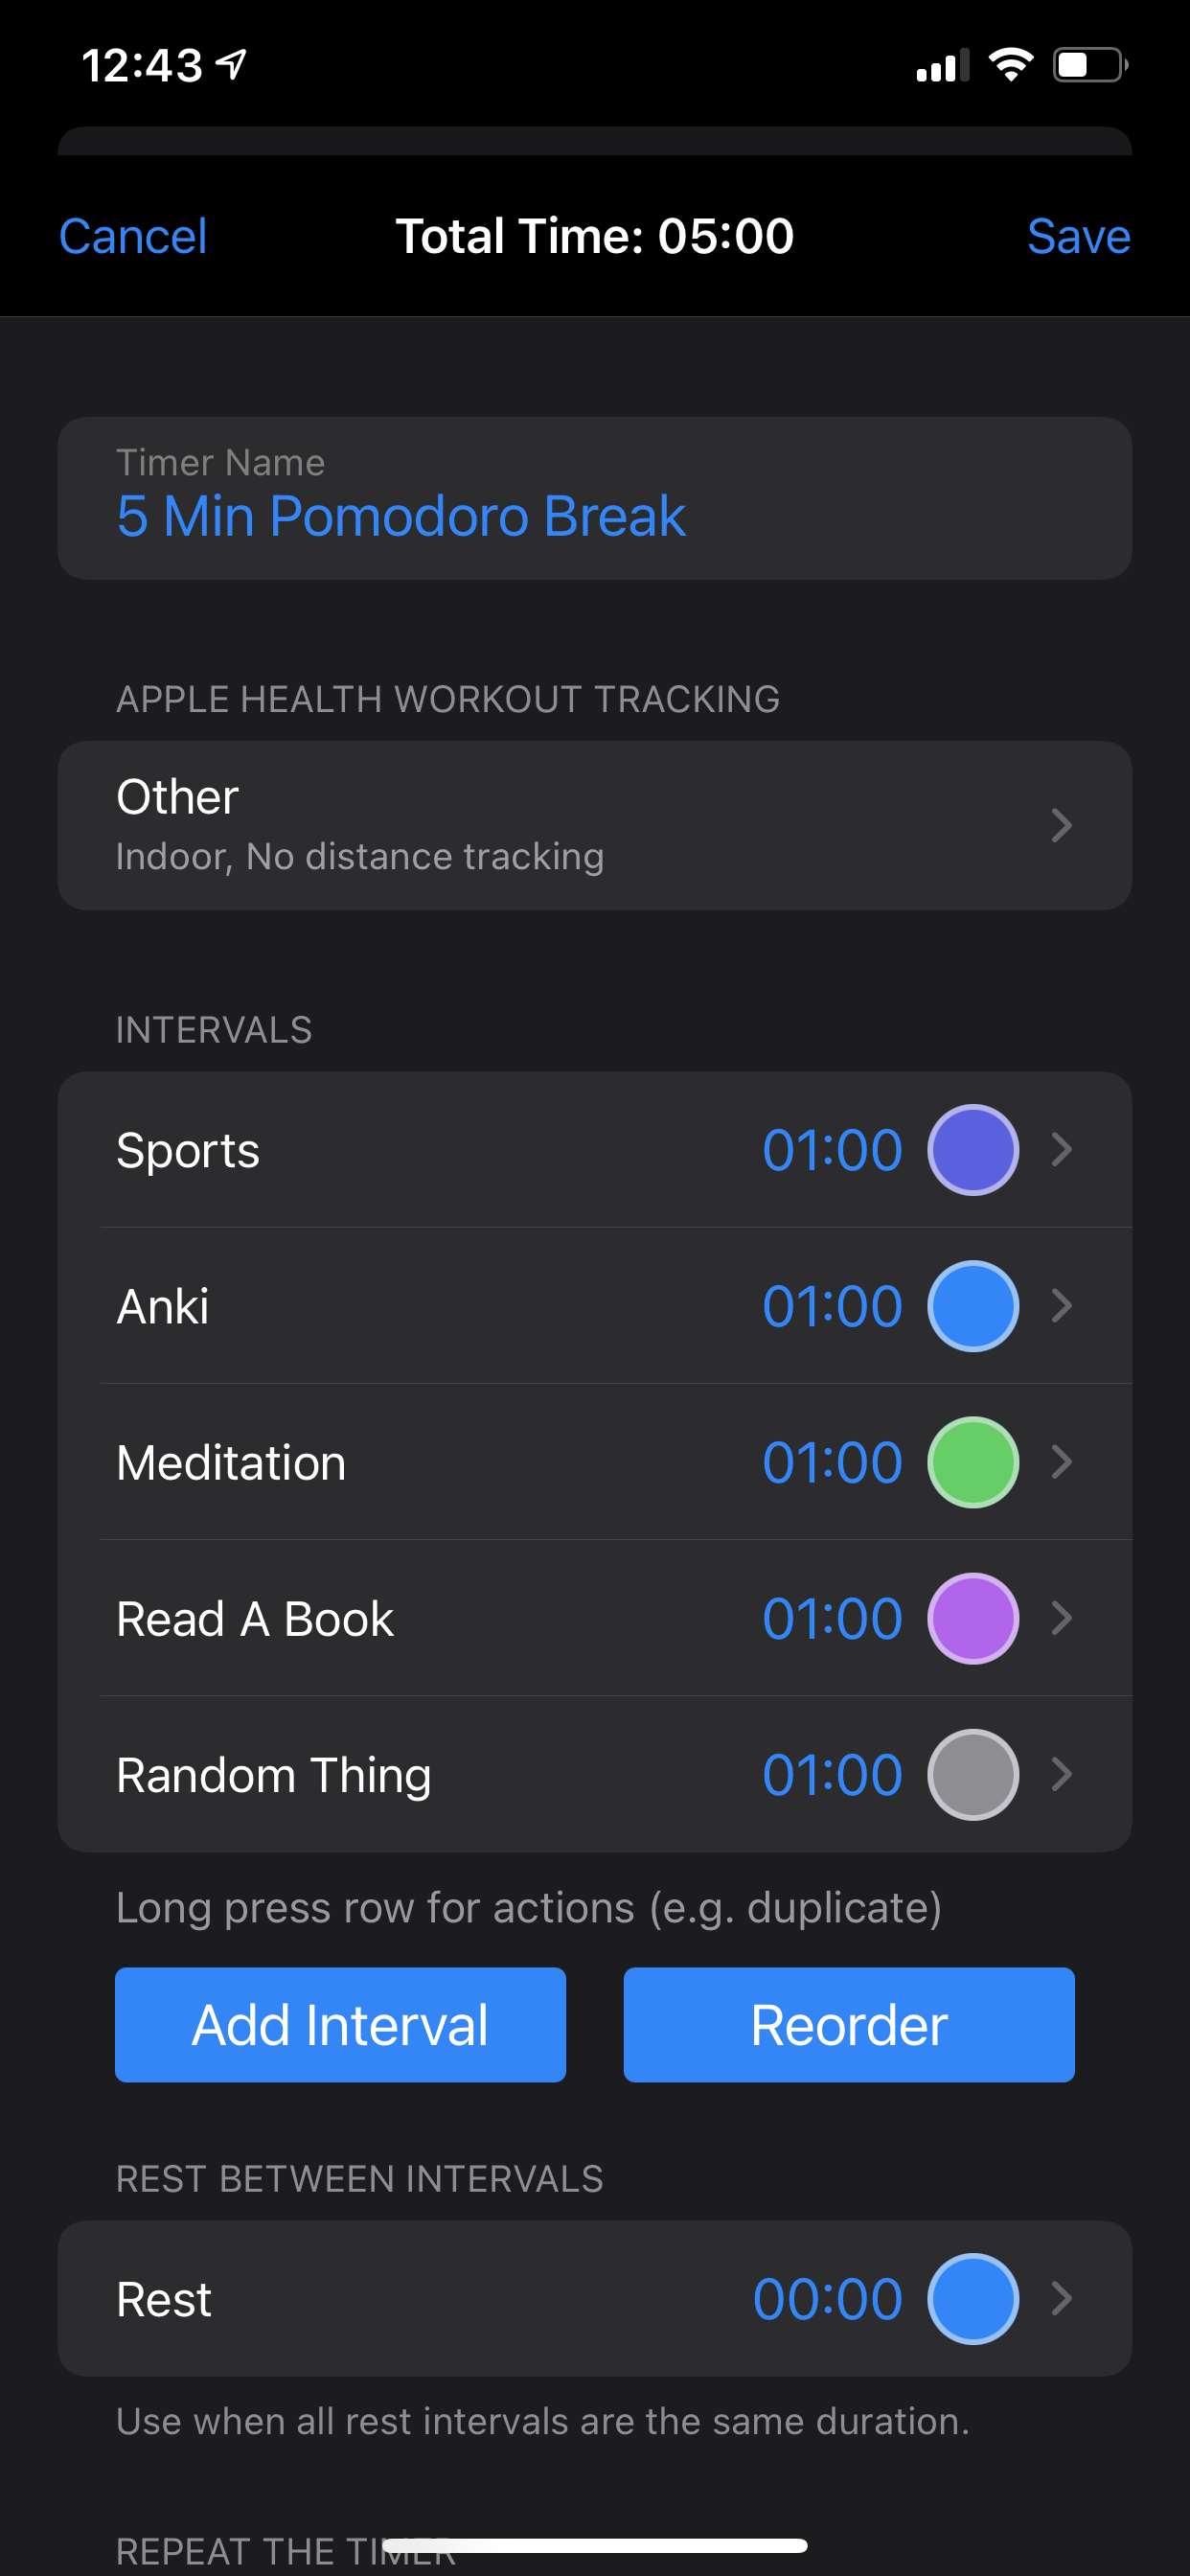 12:43
Cancel Total Time: 05:00 Save
Timer Name
5 Min Pomodoro Break
APPLE HEALTH WORKOUT TRACKING
Other
Indoor, No distance tracking
INTERVALS
Sports 01:00
Anki 01:00
Meditation 01:00
Read A Book 01:00
Random Thing 01:00
Long press row for actions (e.g. duplicate)
Add Interval Reorder
REST BETWEEN INTERVALS
Rest 00:00
Use when all rest intervals are the same duration.
REPEAT THE TIMER